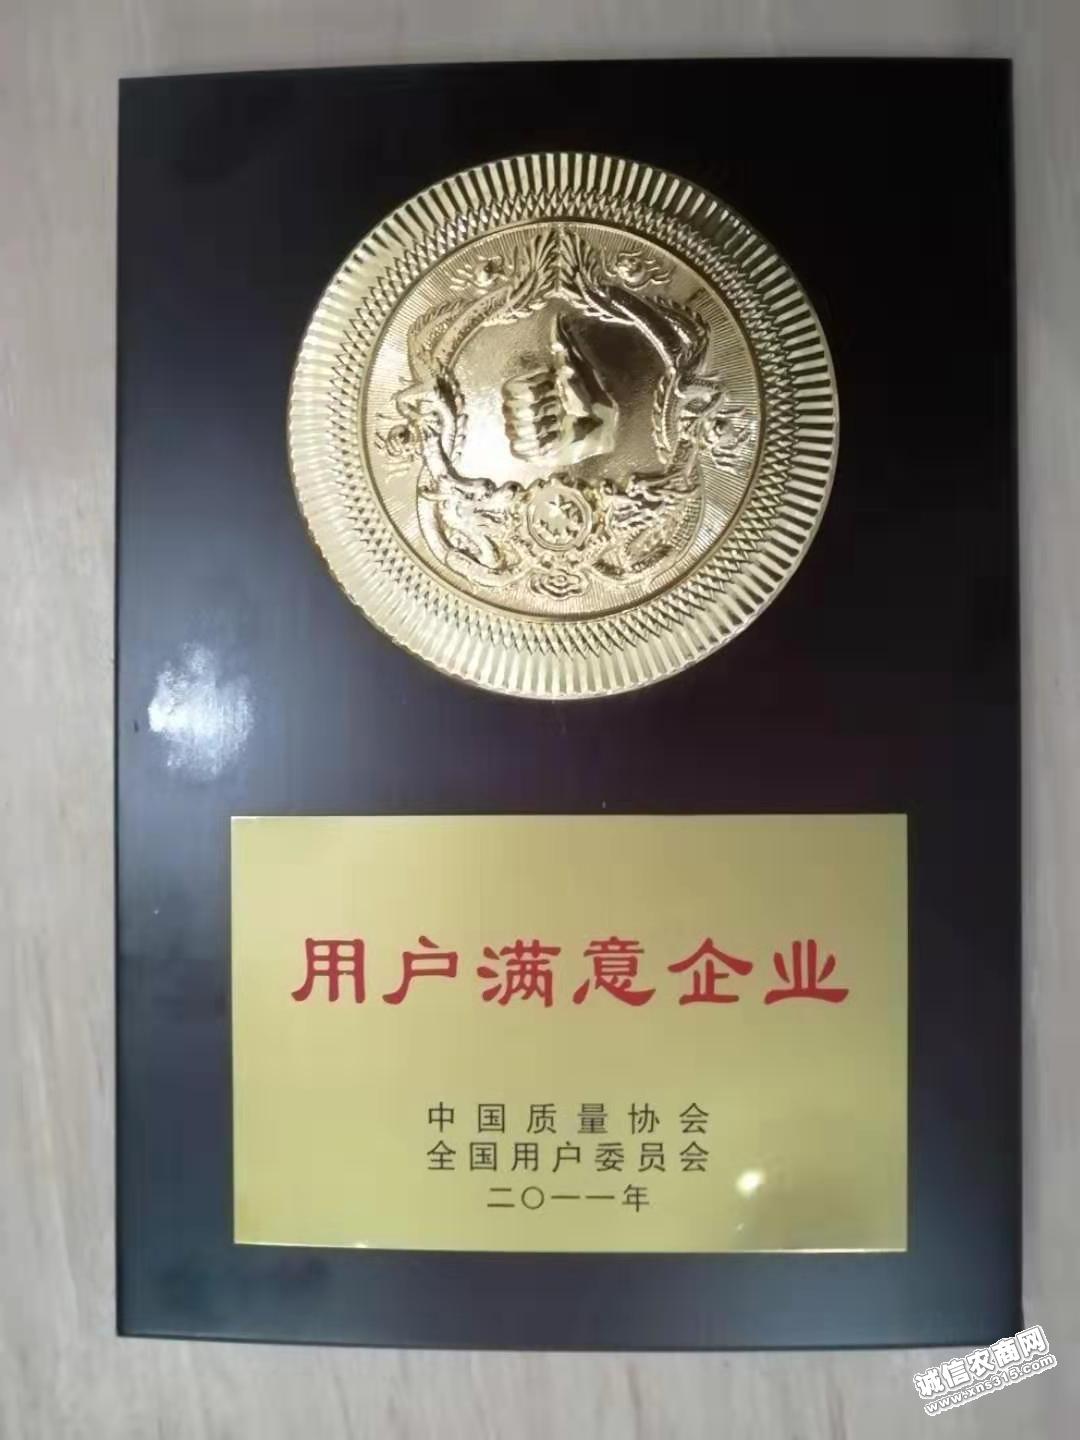 用户满意企业
中国质量协会
全国用户委员会
二〇一一年
诚信农商网
www.xns315.com